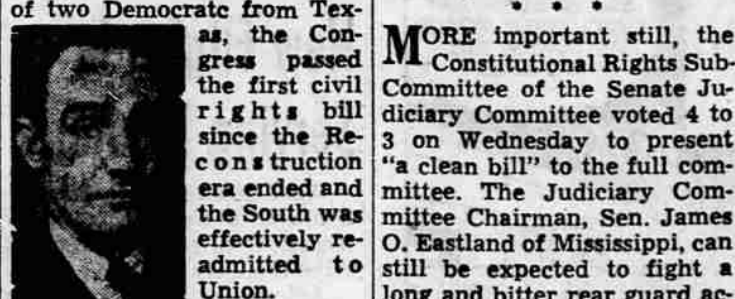 of two Democratc from Tex-
as, the Con-
gress passed
the first civil
rights bill
since the Re-
construction
era ended and
the South was
effectively re-
admitted to
Union.
* * *
MORE important still, the
Constitutional Rights Sub-
Committee of the Senate Ju-
diciary Committee voted 4 to
3 on Wednesday to present
"a clean bill" to the full com-
mittee. The Judiciary Com-
mittee Chairman, Sen. James
O. Eastland of Mississippi, can
still be expected to fight a
long and bitter rear guard ac-